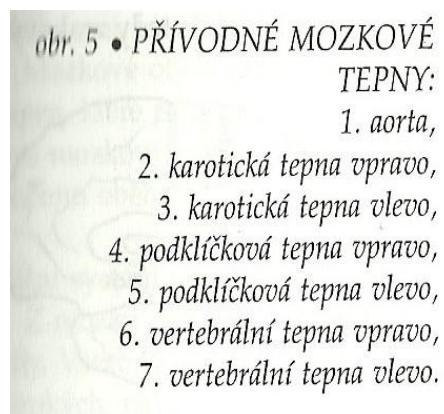 obr. 5 • PŘÍVODNÉ MOZKOVÉ
TEPNY:
1. aorta,
2. karotická tepna vpravo,
3. karotická tepna vlevo,
4. podklíčková tepna vpravo,
5. podklíčková tepna vlevo,
6. vertebrální tepna vpravo,
7. vertebrální tepna vlevo.